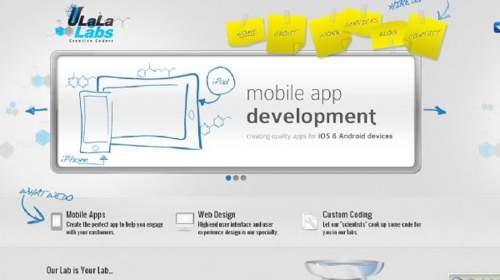 ULaLa
Labs
Creative Coders
HOME
ABOUT
WORK
SERVICES
BLOG
CONTACT
iPad
mobile app
development
creating quality apps for iOS & Android devices
iPhone
WHAT WE DO
Mobile Apps
Create the perfect app to help you engage
with your customers.
Web Design
High-end user interface and user
experience design is our specialty.
Custom Coding
Let our "scientists" cook up some code for
you in our labs.
Our Lab is Your Lab...